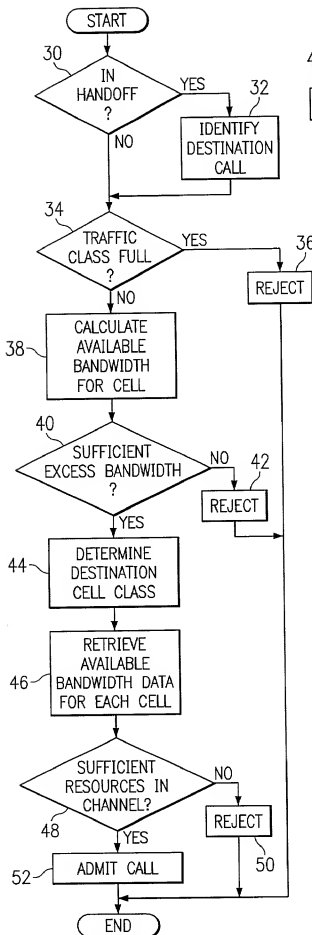 START
30
IN
HANDOFF
?
YES
32
IDENTIFY
DESTINATION
CALL
NO
34
TRAFFIC
CLASS FULL
?
YES
36
REJECT
NO
38
CALCULATE
AVAILABLE
BANDWIDTH
FOR CELL
40
SUFFICIENT
EXCESS BANDWIDTH
?
NO
42
REJECT
YES
44
DETERMINE
DESTINATION
CELL CLASS
46
RETRIEVE
AVAILABLE
BANDWIDTH DATA
FOR EACH CELL
SUFFICIENT
RESOURCES IN
CHANNEL?
48
NO
REJECT
50
YES
52
ADMIT CALL
END